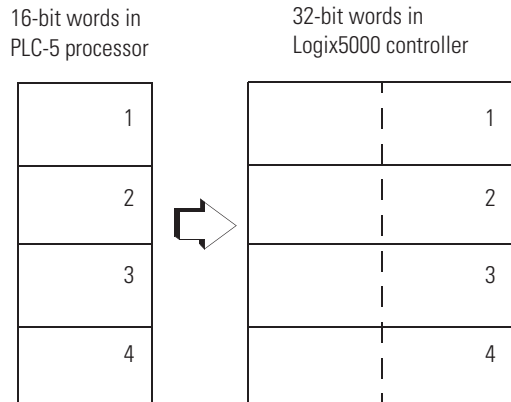 16-bit words in
PLC-5 processor
32-bit words in
Logix5000 controller
1
1
2
2
3
3
4
4